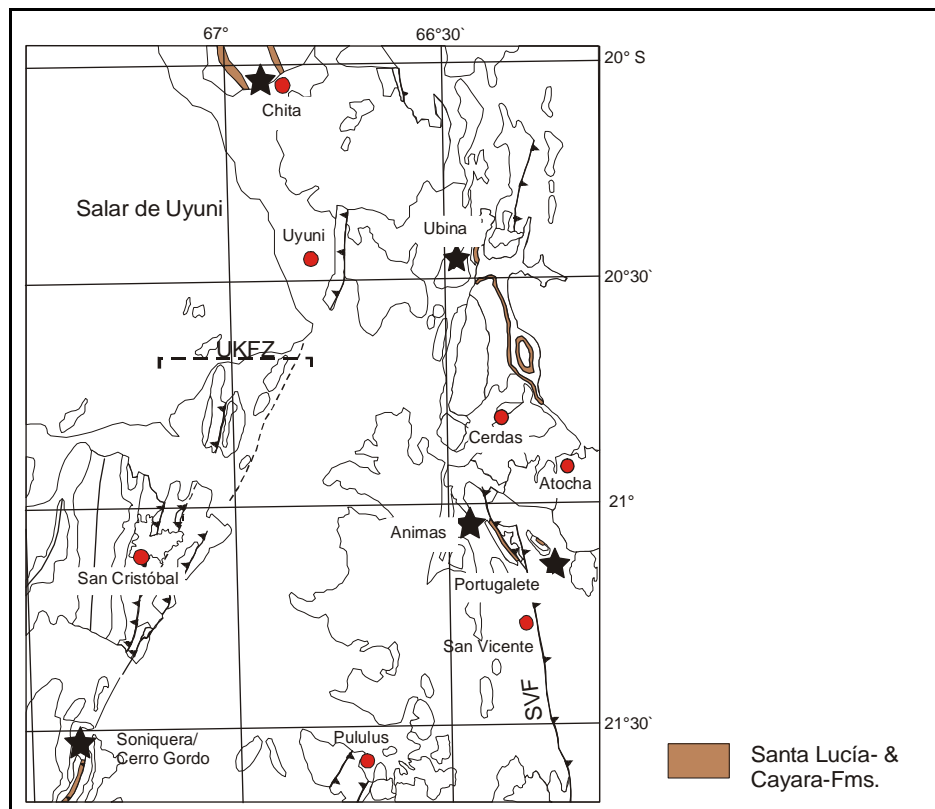 67° 66°30`
20° S
Chita
Salar de Uyuni
Ubina
Uyuni
20°30`
UKFZ
Cerdas
Atocha
21°
Animas
San Cristóbal
Portugalete
San Vicente
SVF
21°30`
Soniquera/
Cerro Gordo
Pululus
Santa Lucía- &
Cayara-Fms.